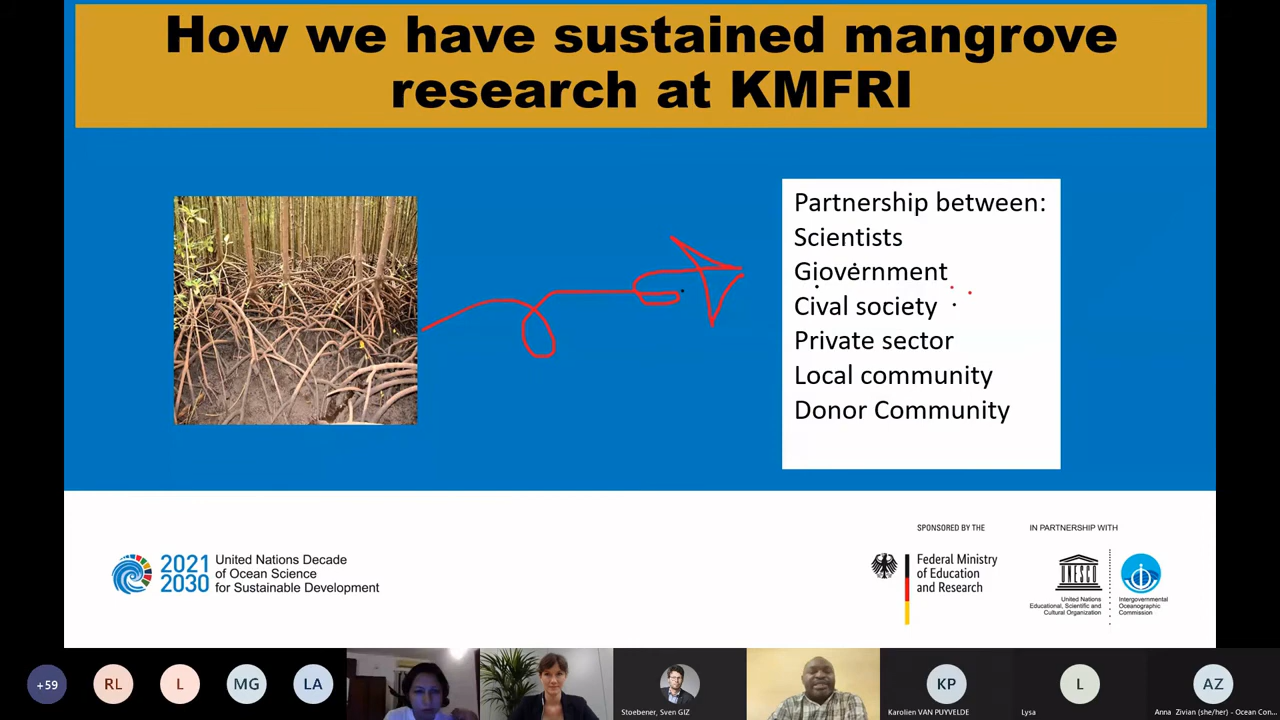 How we have sustained mangrove
research at KMFRI
Partnership between:
Scientists
Giovernment
Cival society
Private sector
Local community
Donor Community
2021
2030
United Nations Decade
of Ocean Science
for Sustainable Development
SPONSORED BY THE
Federal Ministry
of Education
and Research
IN PARTNERSHIP WITH
UNESCO
United Nations
Educational, Scientific and
Cultural Organization
Intergovernmental
Oceanographic
Commission
+59
RL
L
MG
LA
Stoebener, Sven GIZ
KP
Karolien VAN PUYVELDE
L
Lysa
AZ
Anna Zivian (she/her) - Ocean Con...